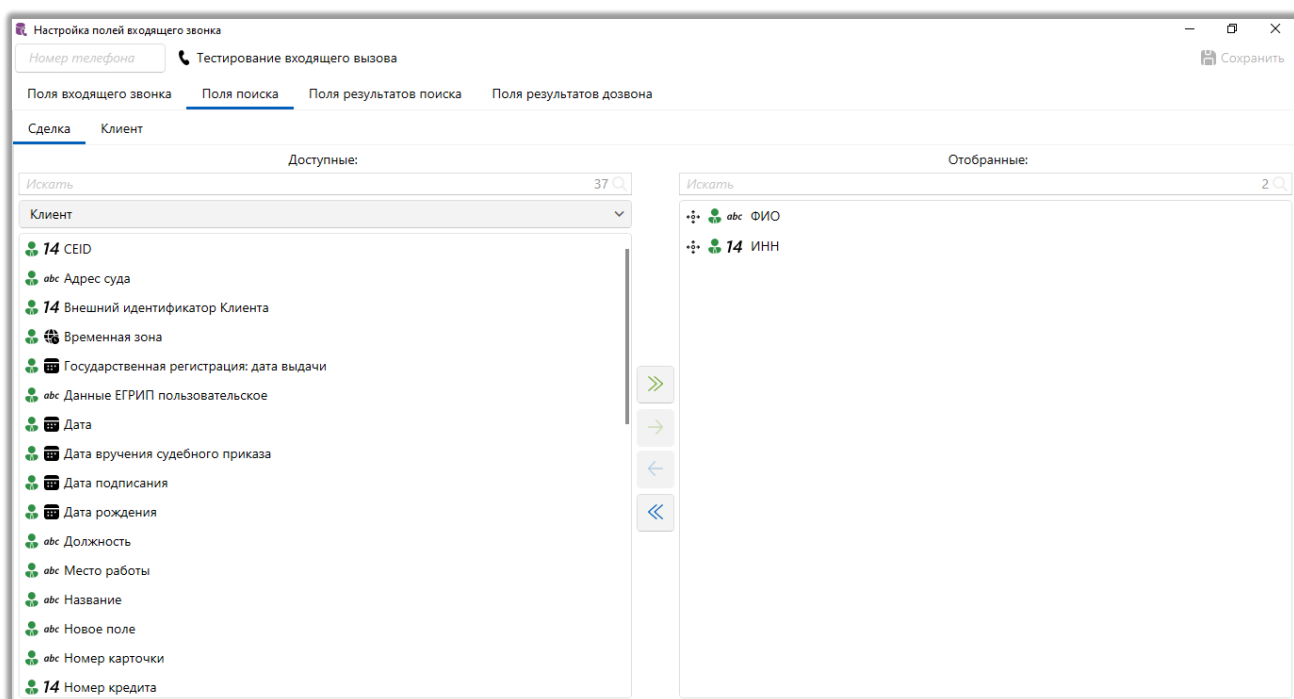 Настройка полей входящего звонка
Номер телефона Тестирование входящего вызова Сохранить
Поля входящего звонка Поля поиска Поля результатов поиска Поля результатов дозвона
Сделка Клиент
Доступные: Отобранные:
Искать 37 Искать 2
Клиент
abc ФИО
14 ИНН
14 CEID
abc Адрес суда
14 Внешний идентификатор Клиента
Временная зона
Государственная регистрация: дата выдачи
abc Данные ЕГРИП пользовательское
Дата
Дата вручения судебного приказа
Дата подписания
Дата рождения
abc Должность
abc Место работы
abc Название
abc Новое поле
abc Номер карточки
14 Номер кредита